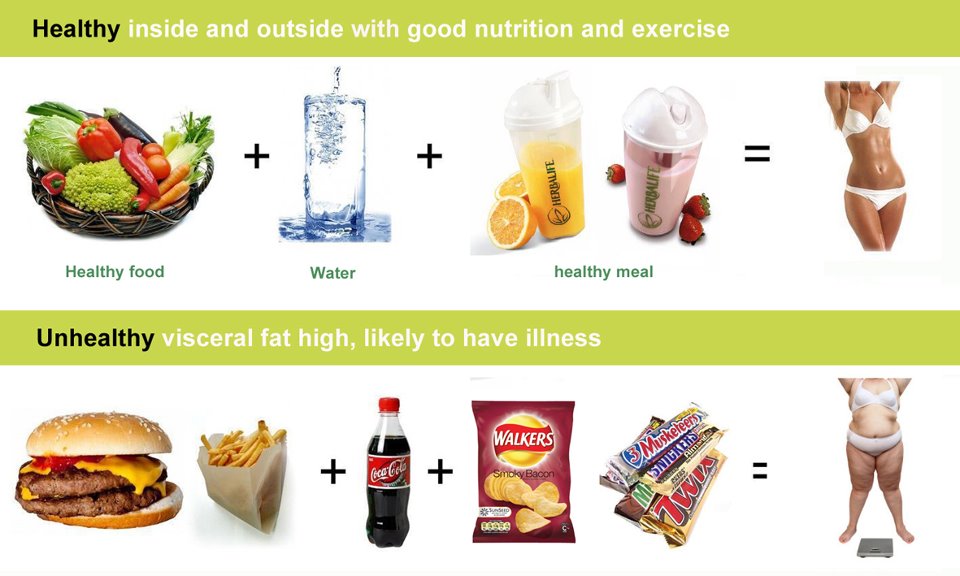 Healthy inside and outside with good nutrition and exercise
HERBALIFE
HERBALIFE
Healthy food
Water
healthy meal
Unhealthy visceral fat high, likely to have illness
Coca-Cola
WALKERS
Smoky Bacon
SUNSEED
3 Musketeers
SNICKERS
TWIX